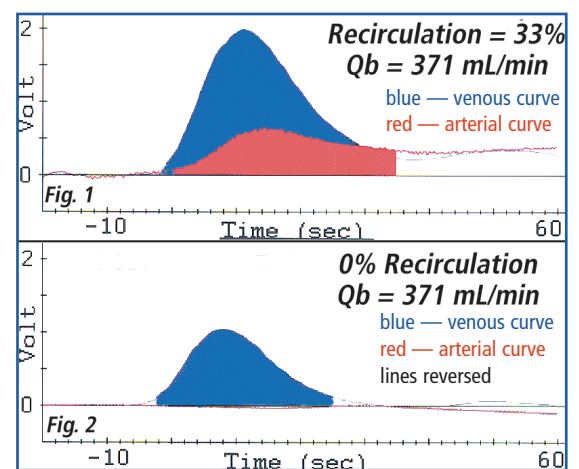 2
Volt
0
Recirculation = 33%
Qb = 371 mL/min
blue — venous curve
red — arterial curve
Fig. 1
-10
Time (sec)
60
2
Volt
0
0% Recirculation
Qb = 371 mL/min
blue — venous curve
red — arterial curve
lines reversed
Fig. 2
-10
Time (sec)
60